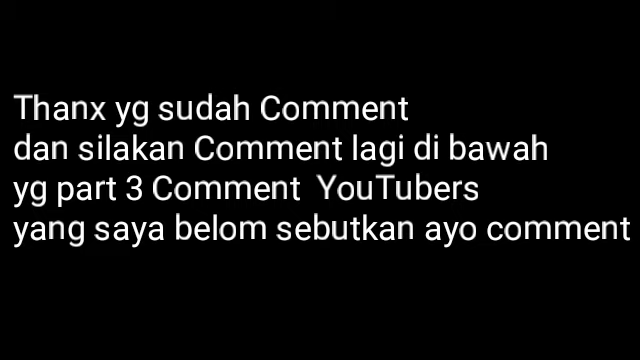 Thanx yg sudah Comment
dan silakan Comment lagi di bawah
yg part 3 Comment YouTubers
yang saya belom sebutkan ayo comment